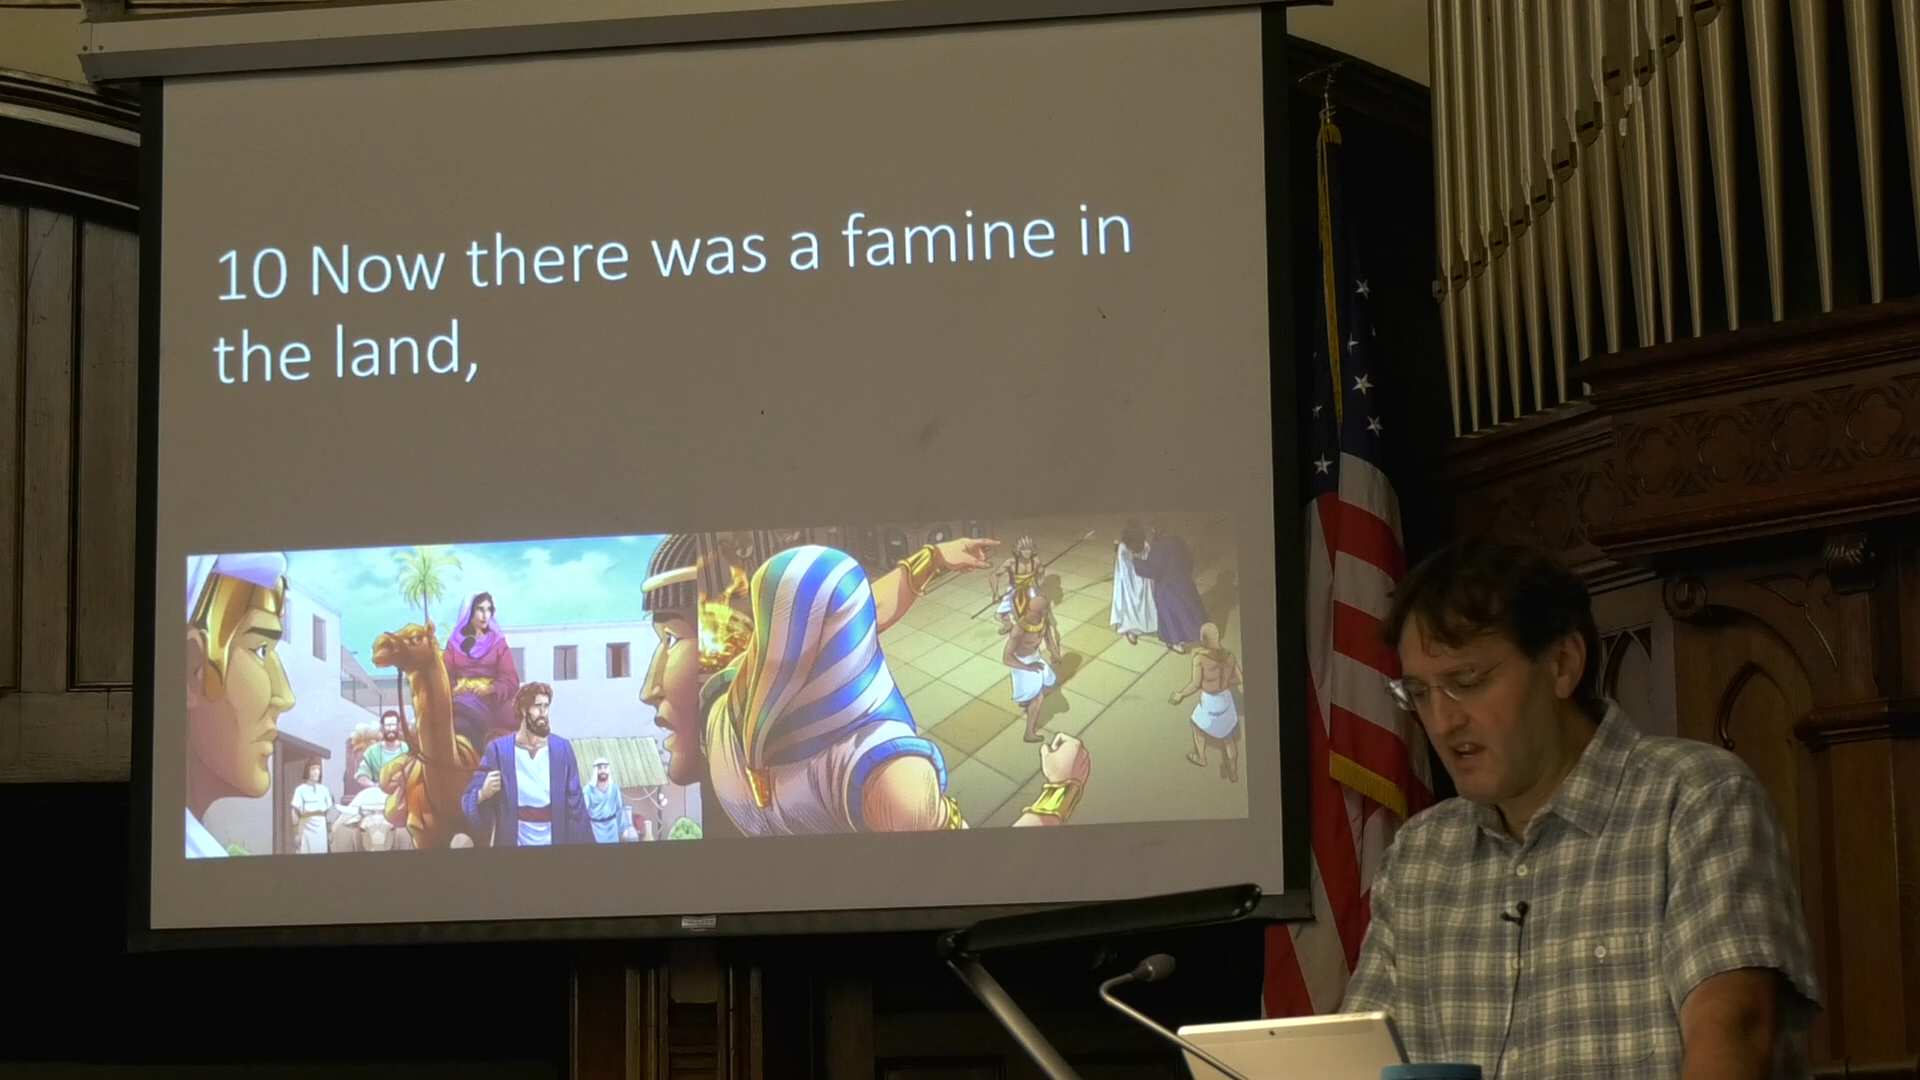 10 Now there was a famine in
the land,